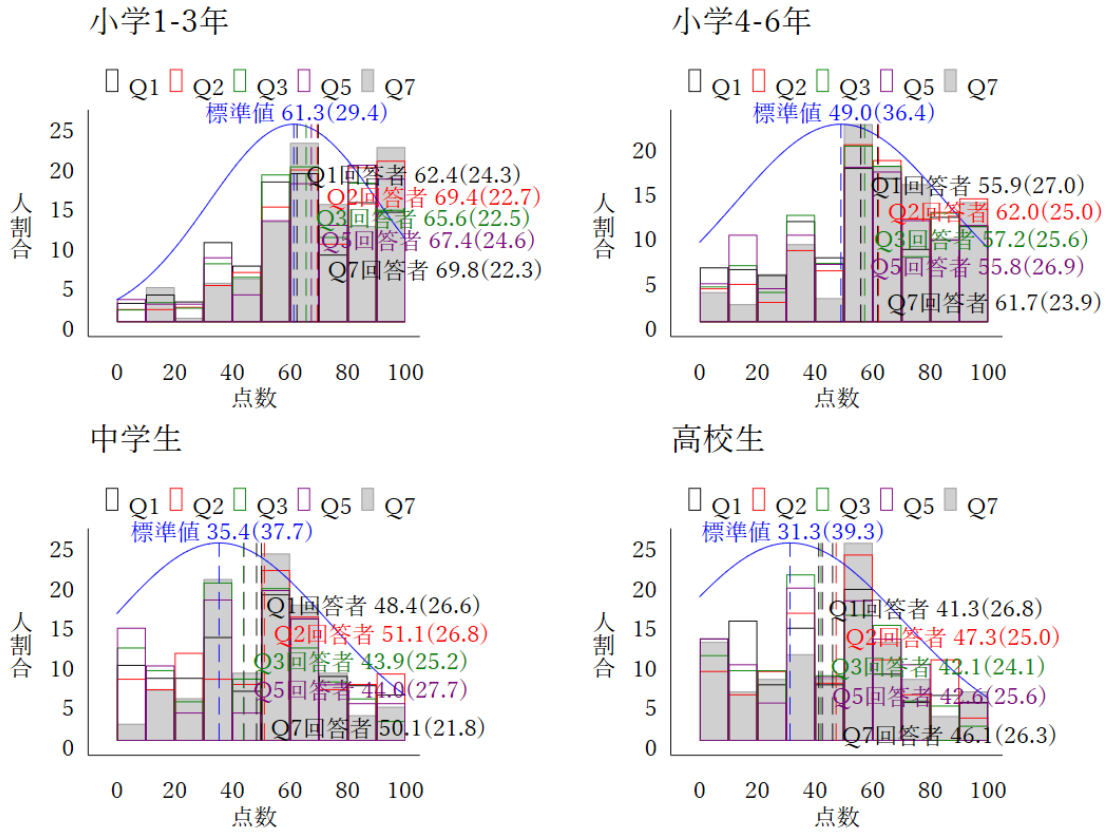 小学1-3年
Q1 Q2 Q3 Q5 Q7
標準値 61.3(29.4)
Q1回答者 62.4(24.3)
Q2回答者 69.4(22.7)
Q3回答者 65.6(22.5)
Q5回答者 67.4(24.6)
Q7回答者 69.8(22.3)
人割合
25
20
15
10
5
0
0 20 40 60 80 100
点数
小学4-6年
Q1 Q2 Q3 Q5 Q7
標準値 49.0(36.4)
Q1回答者 55.9(27.0)
Q2回答者 62.0(25.0)
Q3回答者 57.2(25.6)
Q5回答者 55.8(26.9)
Q7回答者 61.7(23.9)
人割合
20
15
10
5
0
0 20 40 60 80 100
点数
中学生
Q1 Q2 Q3 Q5 Q7
標準値 35.4(37.7)
Q1回答者 48.4(26.6)
Q2回答者 51.1(26.8)
Q3回答者 43.9(25.2)
Q5回答者 44.0(27.7)
Q7回答者 50.1(21.8)
人割合
25
20
15
10
5
0
0 20 40 60 80 100
点数
高校生
Q1 Q2 Q3 Q5 Q7
標準値 31.3(39.3)
Q1回答者 41.3(26.8)
Q2回答者 47.3(25.0)
Q3回答者 42.1(24.1)
Q5回答者 42.6(25.6)
Q7回答者 46.1(26.3)
人割合
25
20
15
10
5
0
0 20 40 60 80 100
点数